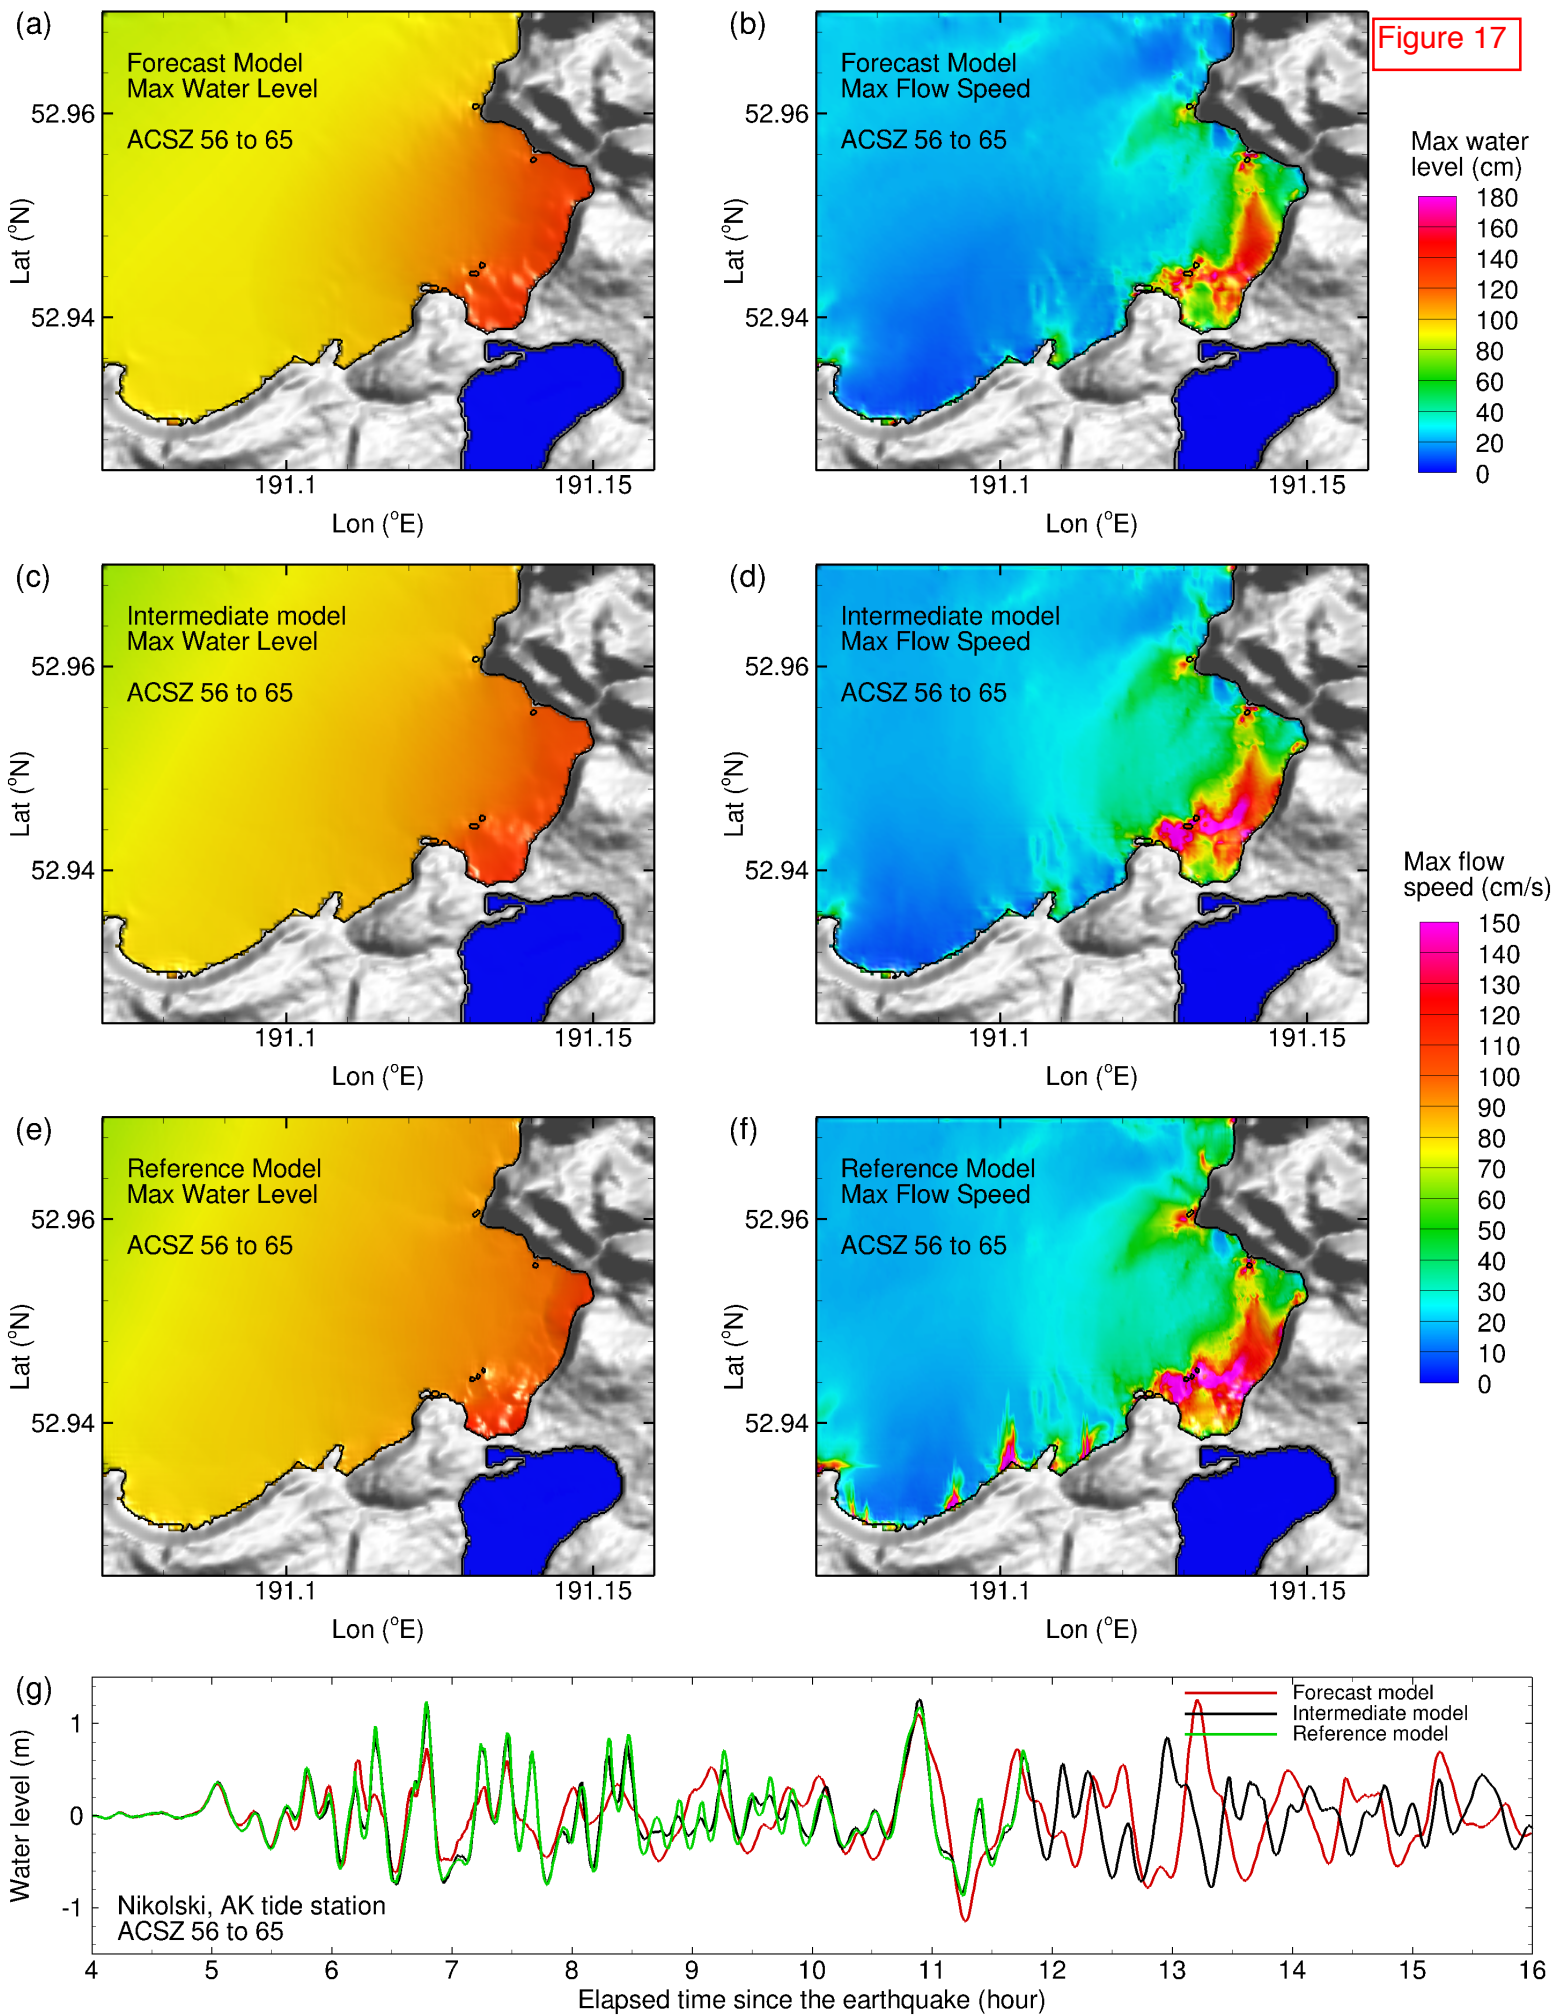 (a)
Forecast Model
Max Water Level
ACSZ 56 to 65
52.96
52.94
Lat (°N)
191.1
191.15
Lon (°E)
(b)
Forecast Model
Max Flow Speed
ACSZ 56 to 65
Lat (°N)
191.1
191.15
Lon (°E)
Figure 17
Max water
level (cm)
180
160
140
120
100
80
60
40
20
0
(c)
Intermediate model
Max Water Level
ACSZ 56 to 65
52.96
52.94
Lat (°N)
191.1
191.15
Lon (°E)
(d)
Intermediate model
Max Flow Speed
ACSZ 56 to 65
52.96
52.94
Lat (°N)
191.1
191.15
Lon (°E)
Max flow
speed (cm/s)
150
140
130
120
110
100
90
80
70
60
50
40
30
20
10
0
(e)
Reference Model
Max Water Level
ACSZ 56 to 65
52.96
52.94
Lat (°N)
191.1
191.15
Lon (°E)
(f)
Reference Model
Max Flow Speed
ACSZ 56 to 65
52.96
52.94
Lat (°N)
191.1
191.15
Lon (°E)
(g)
Forecast model
Intermediate model
Reference model
Water level (m)
1
0
-1
Nikolski, AK tide station
ACSZ 56 to 65
4 5 6 7 8 9 10 11 12 13 14 15 16
Elapsed time since the earthquake (hour)
52.96
52.94